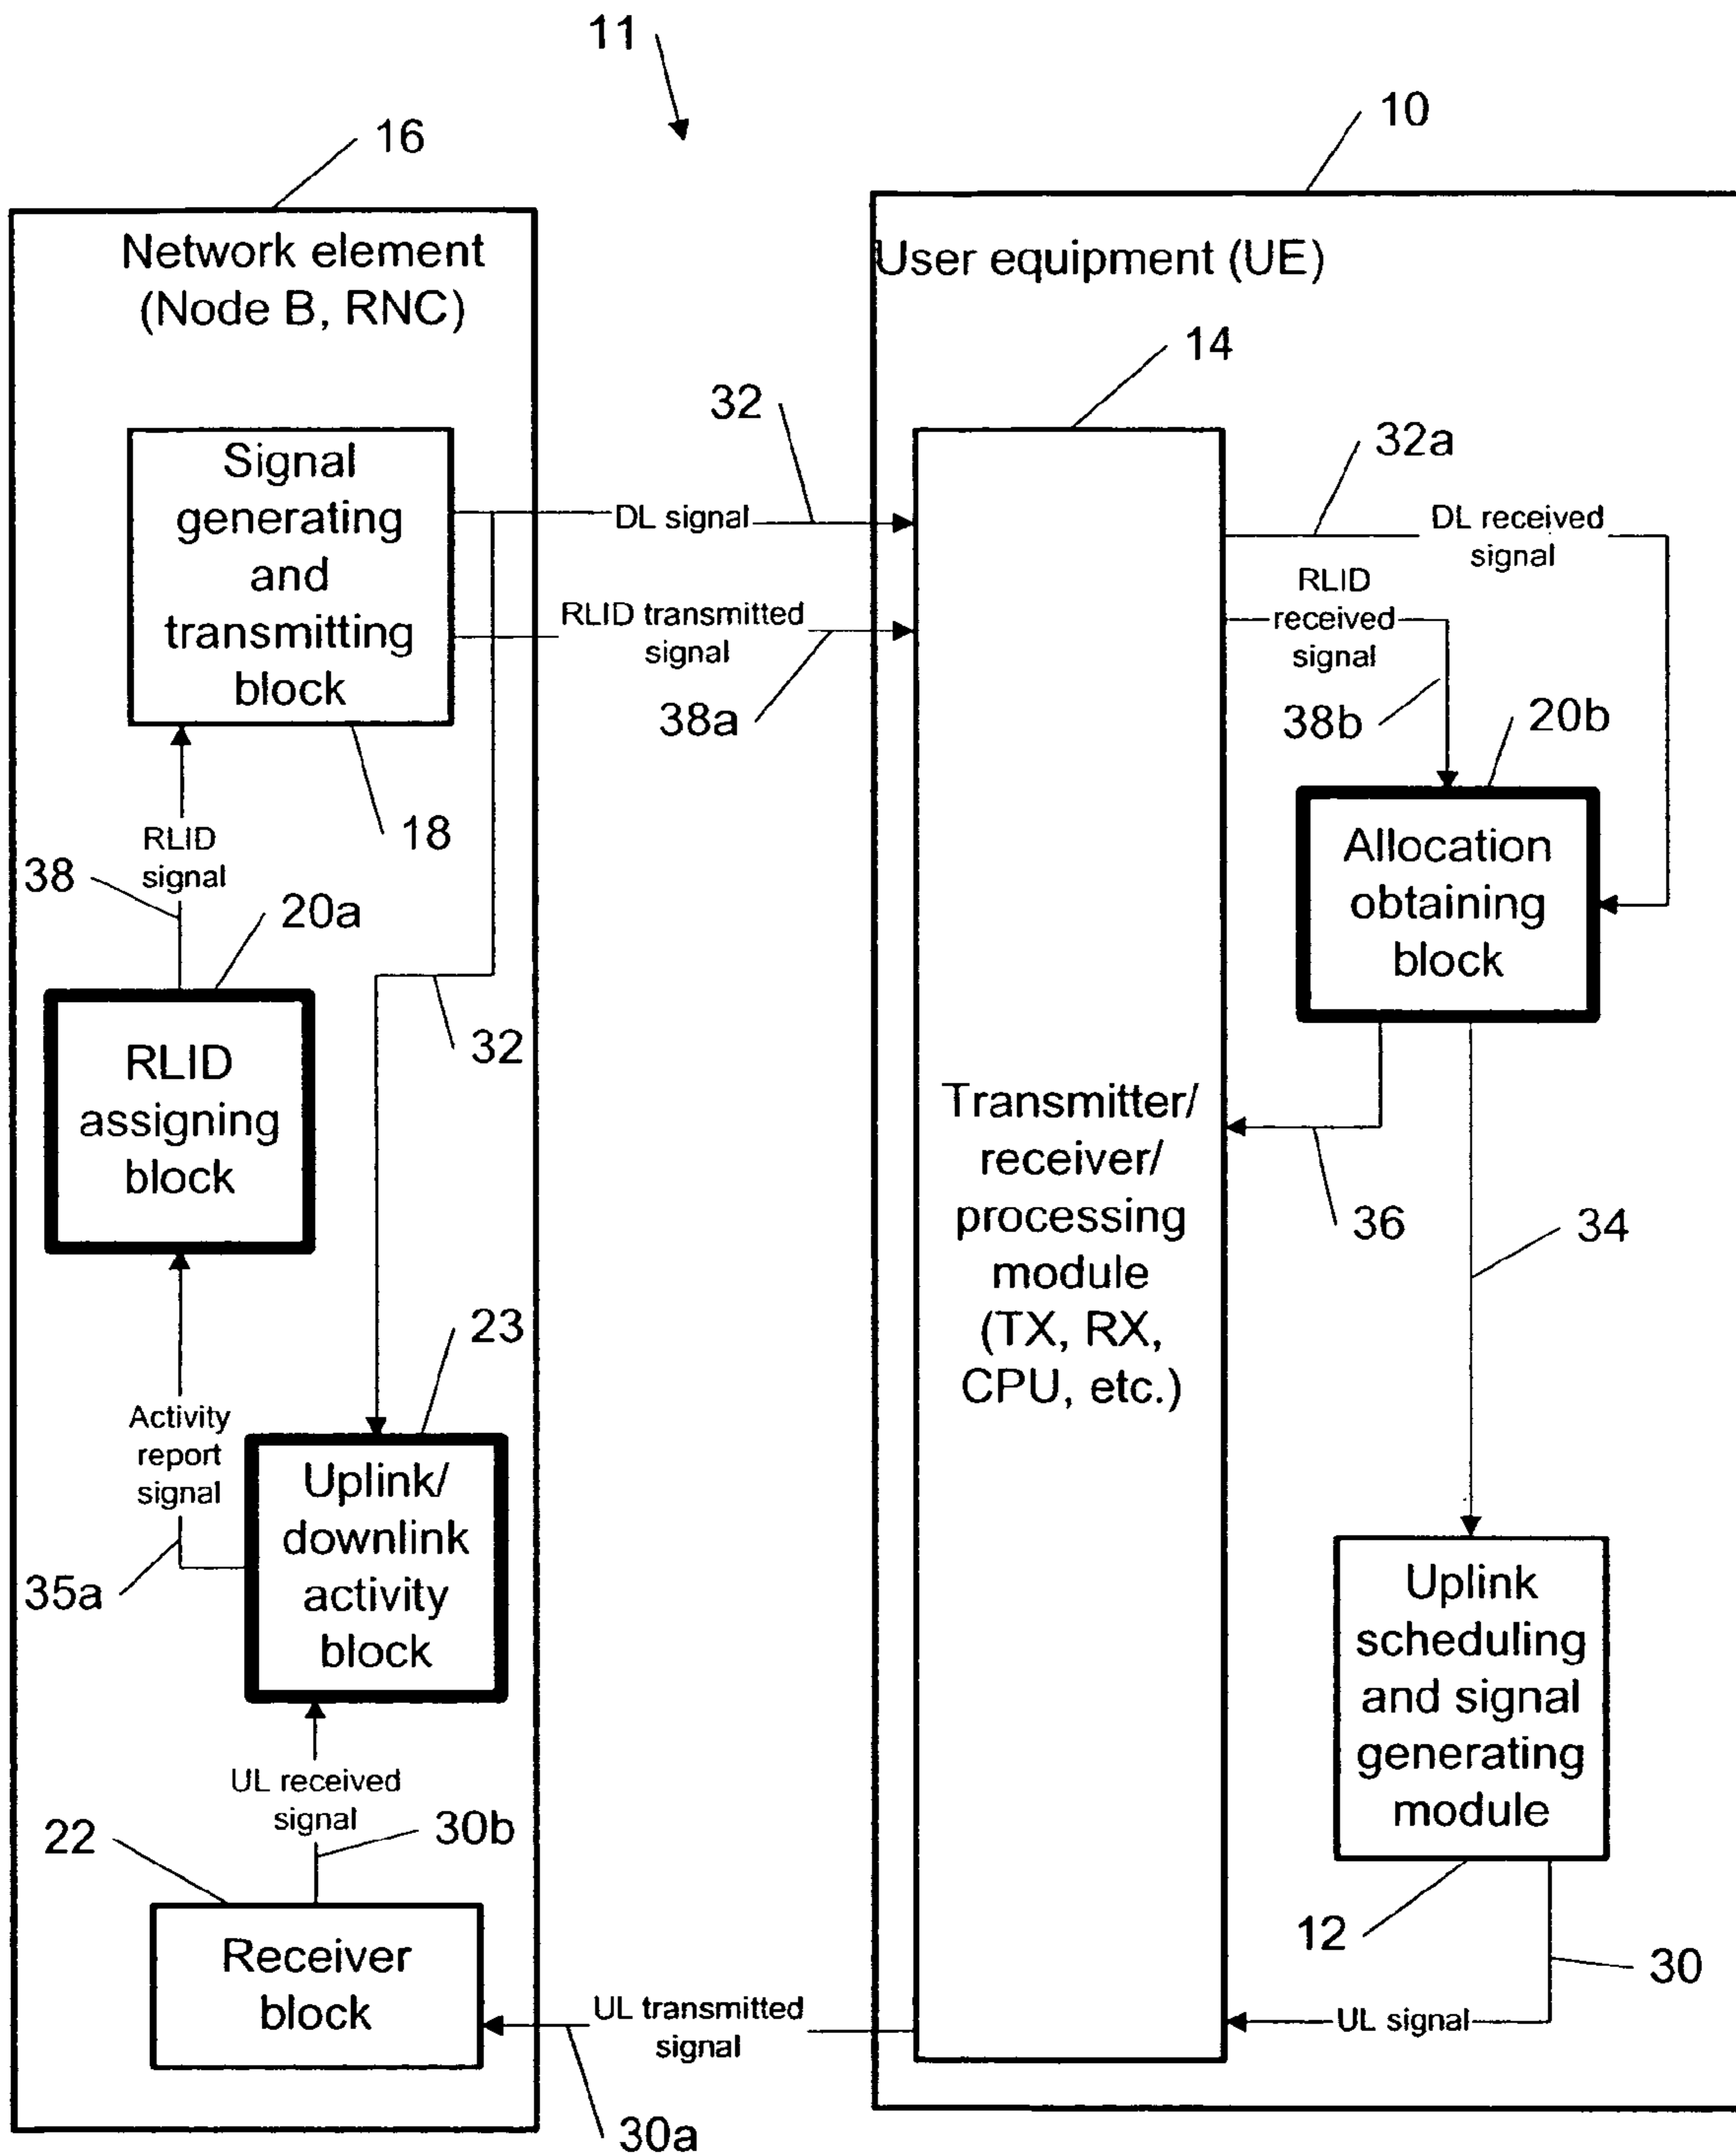 11
16
10
Network element
(Node B, RNC)
User equipment (UE)
14
32
32a
Signal
generating
and
transmitting
block
DL signal
DL received
signal
RLID
received
signal
RLID transmitted
signal
38a
38b
20b
18
RLID
signal
38
20a
Allocation
obtaining
block
32
RLID
assigning
block
Transmitter/
receiver/
processing
module
(TX, RX,
CPU, etc.)
36
34
23
Activity
report
signal
35a
Uplink/
downlink
activity
block
Uplink
scheduling
and signal
generating
module
UL received
signal
22
30b
12
30
Receiver
block
UL transmitted
signal
UL signal
30a